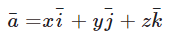 ā =xī + yj̄ + zk̄